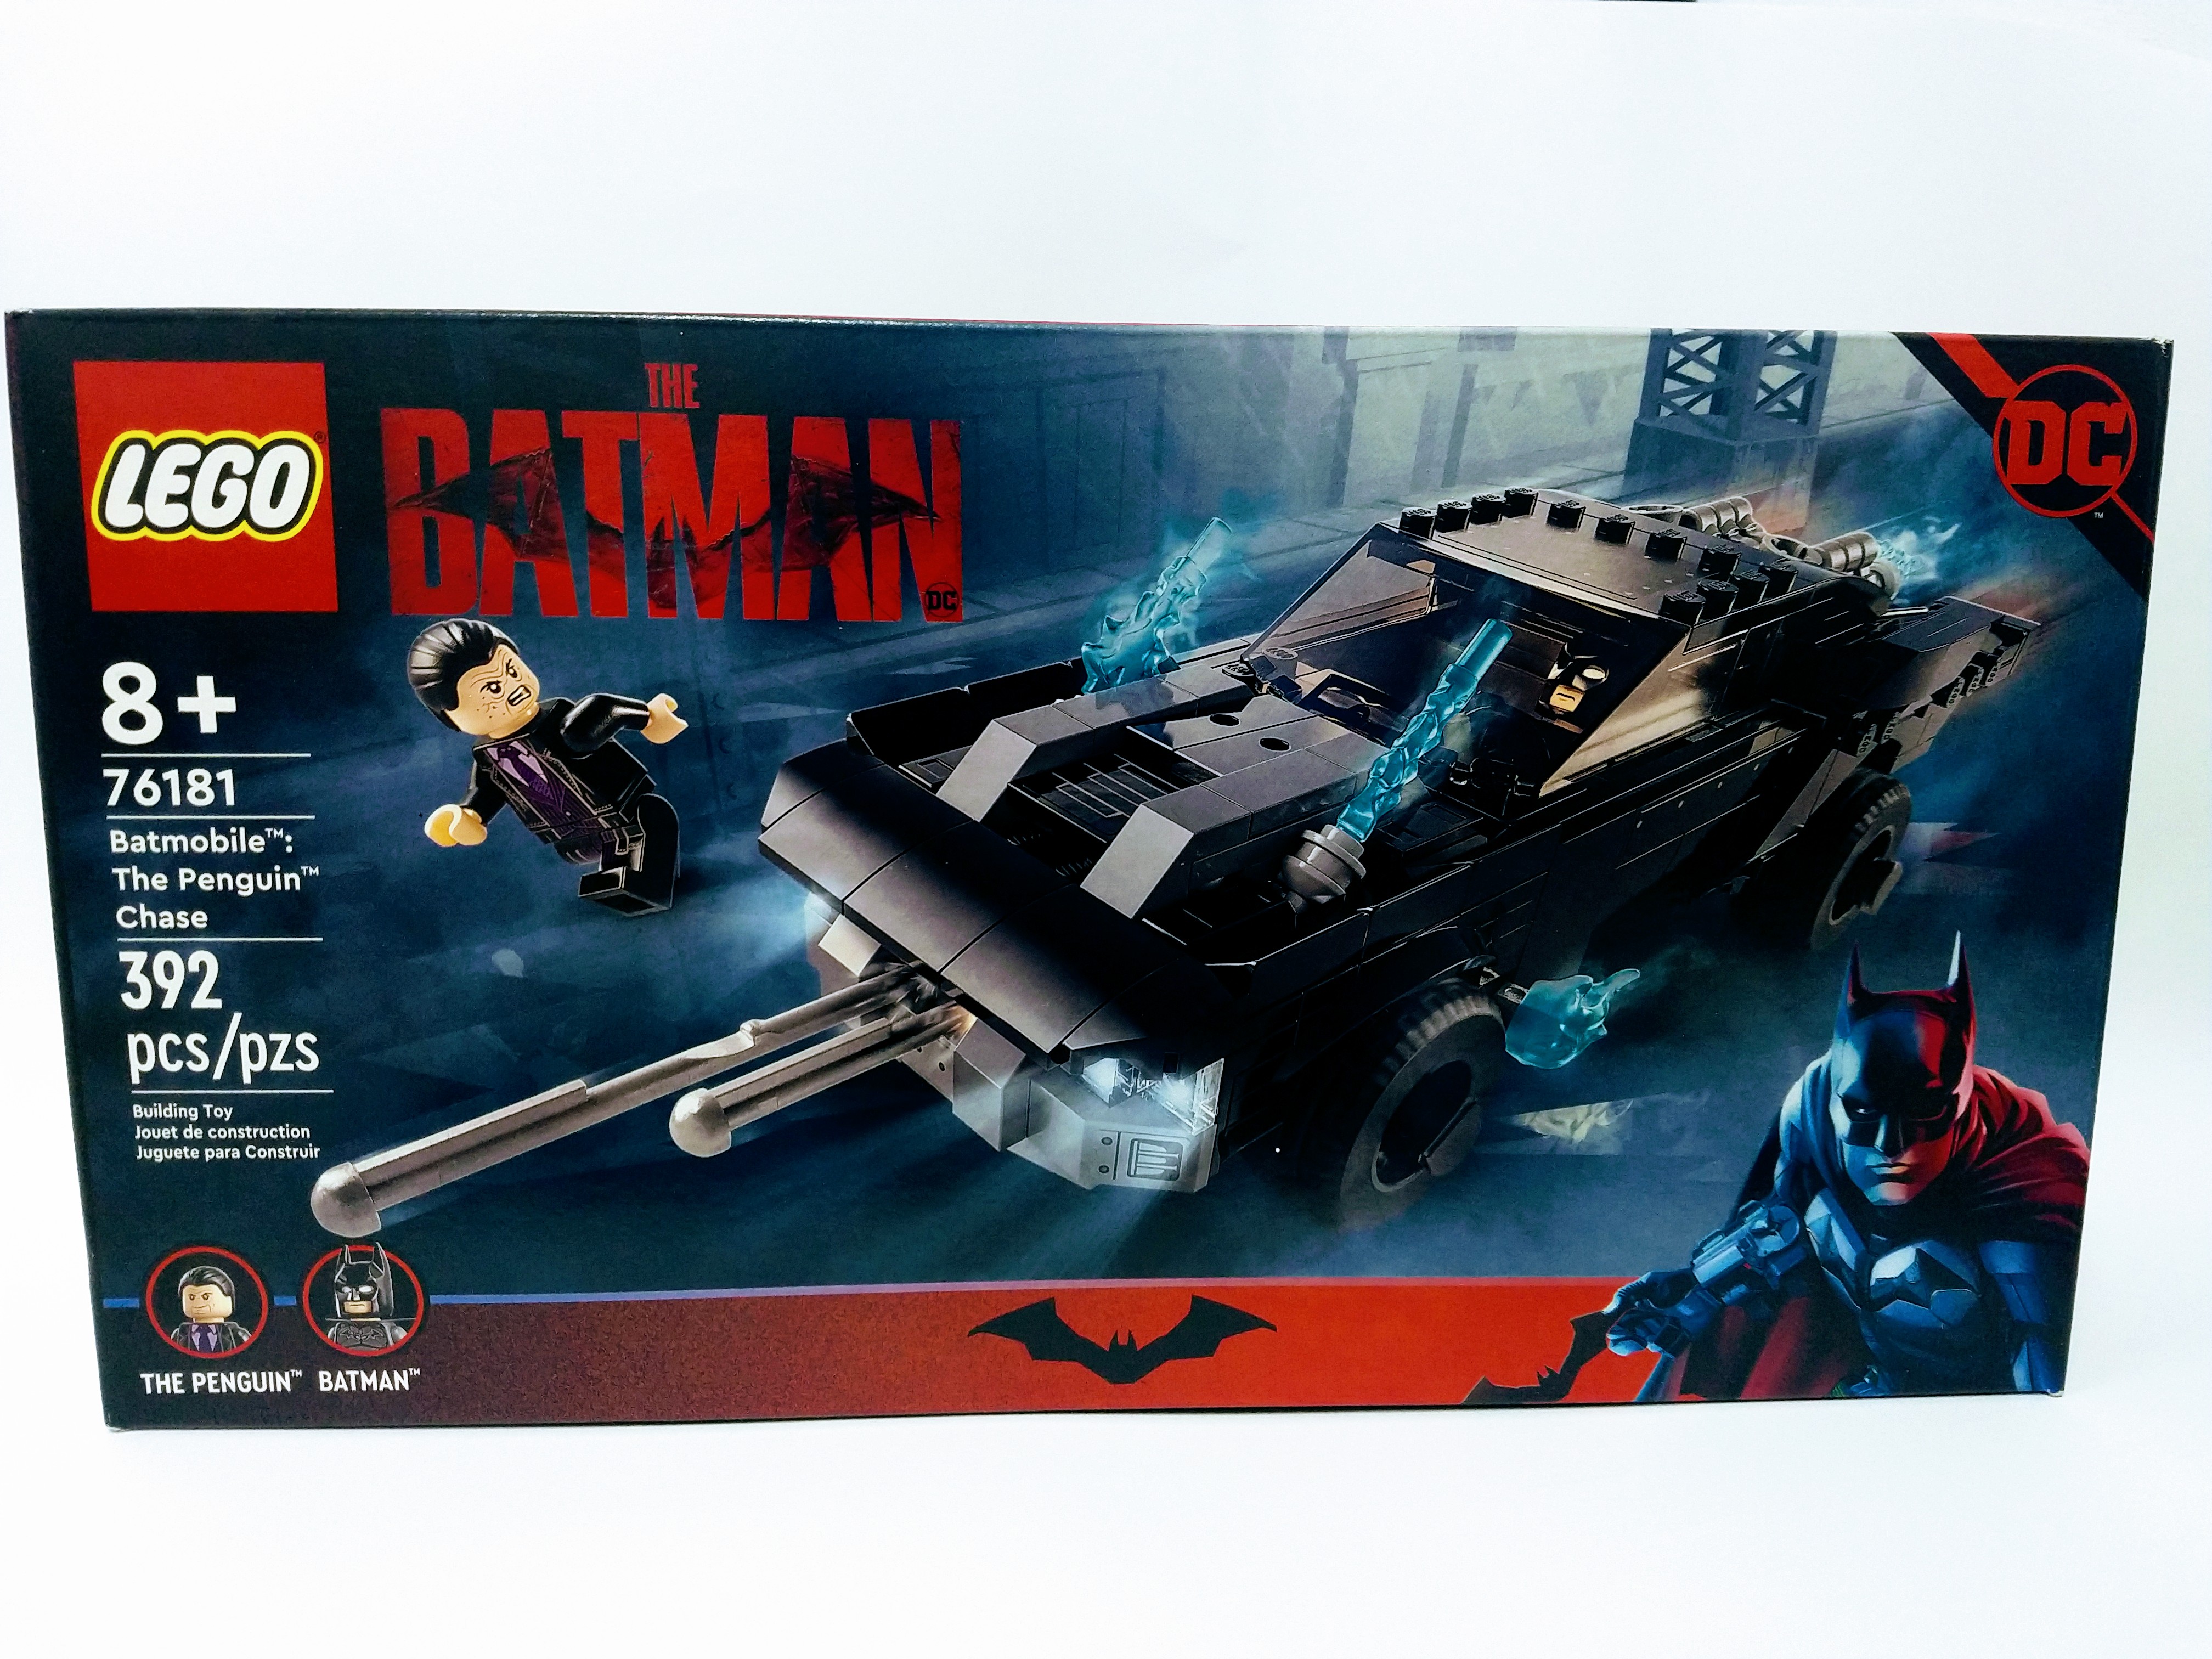 LEGO®
THE
BATMAN
DC
DC™
8+
76181
Batmobile™:
The Penguin™
Chase
392
pcs/pzs
Building Toy
Jouet de construction
Juguete para Construir
THE PENGUIN™ BATMAN™